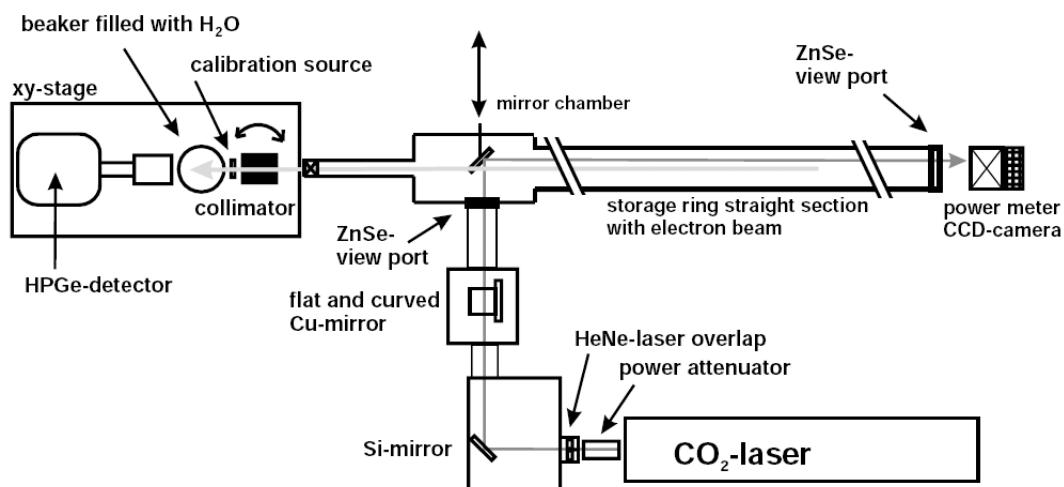 beaker filled with H₂O
calibration source
xy-stage
collimator
HPGe-detector
mirror chamber
ZnSe-
view port
storage ring straight section
with electron beam
power meter
CCD-camera
ZnSe-
view port
flat and curved
Cu-mirror
HeNe-laser overlap
power attenuator
Si-mirror
CO₂-laser